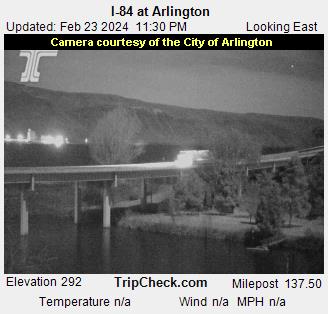 I-84 at Arlington
Updated: Feb 23 2024 11:30 PM Looking East
Camera courtesy of the City of Arlington
Elevation 292 TripCheck.com Milepost 137.50
Temperature n/a Wind n/a MPH n/a